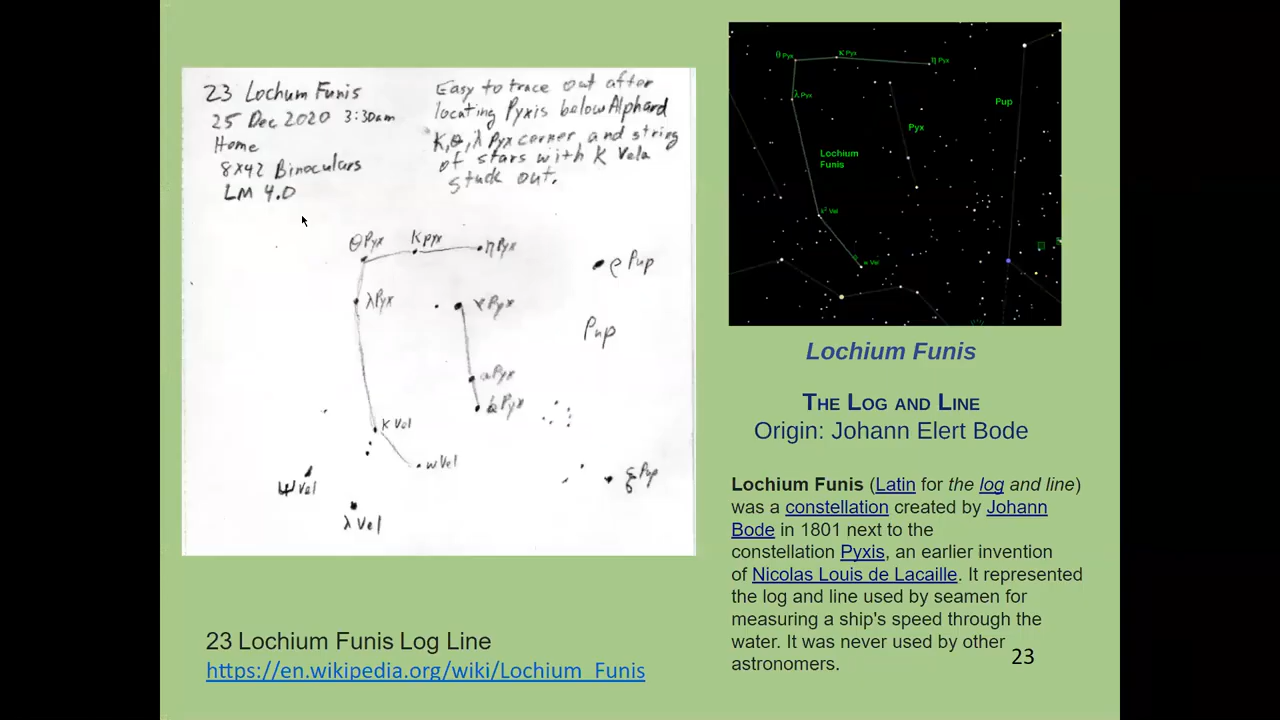 23 Lochum Funis
25 Dec 2020 3:30am
Home
8x42 Binoculars
LM 4.0
Easy to trace out after
locating Pyxis below Alphard
κ, θ, λ Pyx corner, and string
of stars with K Vela
stuck out.
θ Pyx
K Pyx
η Pyx
ρ Pup
λ Pyx
γ Pyx
Pup
α Pyx
Pyx
K Vel
ω Vel
ψ Vel
ξ Pup
λ Vel
θ Pyx
κ Pyx
η Pyx
λ Pyx
Pup
Pyx
Lochium
Funis
k² Vel
ω Vel
Lochium Funis
THE LOG AND LINE
Origin: Johann Elert Bode
Lochium Funis (Latin for the log and line)
was a constellation created by Johann
Bode in 1801 next to the
constellation Pyxis, an earlier invention
of Nicolas Louis de Lacaille. It represented
the log and line used by seamen for
measuring a ship's speed through the
water. It was never used by other
astronomers.
23
23 Lochium Funis Log Line
https://en.wikipedia.org/wiki/Lochium_Funis